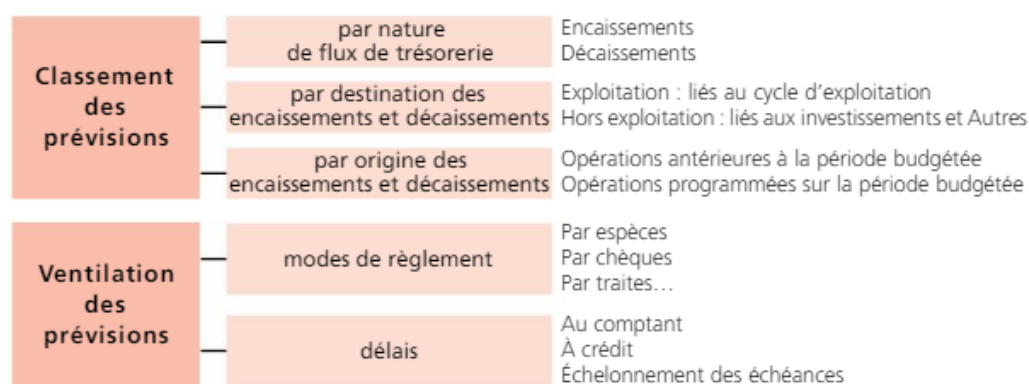 Classement
des
prévisions
par nature
de flux de trésorerie
Encaissements
Décaissements
par destination des
encaissements et décaissements
Exploitation : liés au cycle d'exploitation
Hors exploitation : liés aux investissements et Autres
par origine des
encaissements et décaissements
Opérations antérieures à la période budgétée
Opérations programmées sur la période budgétée
Ventilation
des
prévisions
modes de règlement
Par espèces
Par chèques
Par traites…
délais
Au comptant
À crédit
Échelonnement des échéances